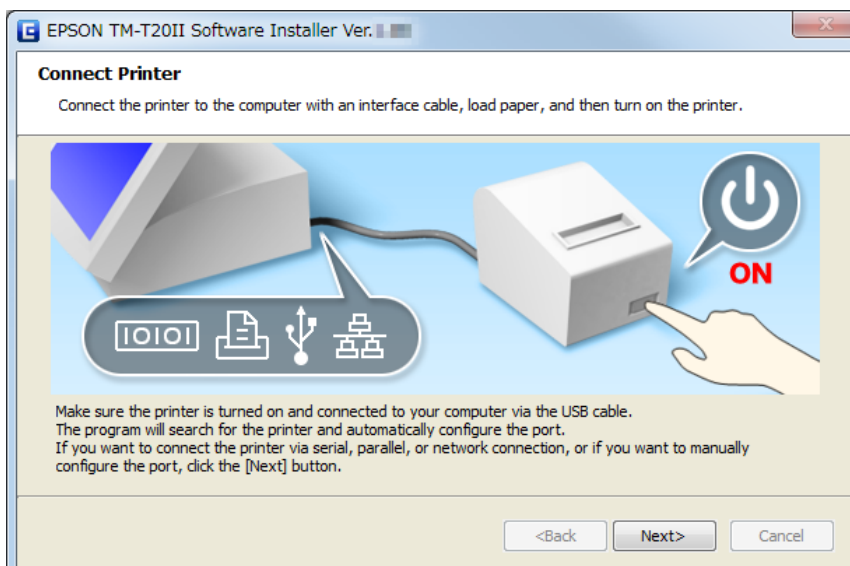 EPSON TM-T20II Software Installer Ver.
Connect Printer
Connect the printer to the computer with an interface cable, load paper, and then turn on the printer.
IOIOI
ON
Make sure the printer is turned on and connected to your computer via the USB cable.
The program will search for the printer and automatically configure the port.
If you want to connect the printer via serial, parallel, or network connection, or if you want to manually
configure the port, click the [Next] button.
<Back
Next>
Cancel